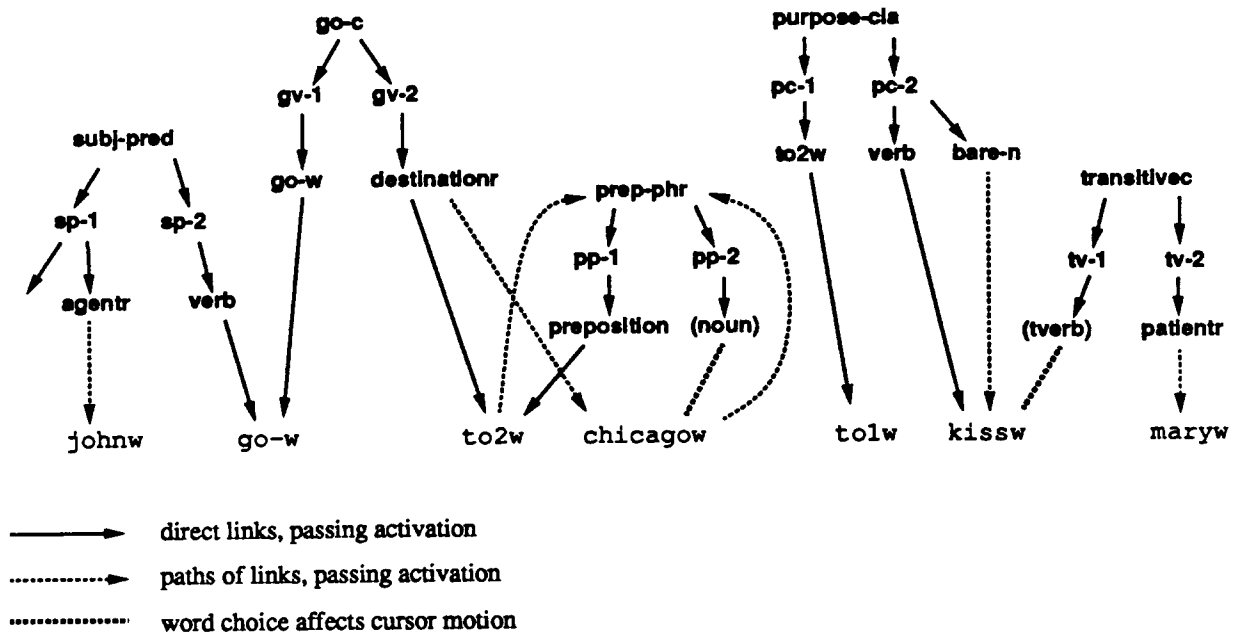 go-c purpose-cla
gv-1 gv-2 pc-1 pc-2
subj-pred to2w verb bare-n
go-w destinationr prep-phr transitivec
sp-1 sp-2
pp-1 pp-2 tv-1 tv-2
agentr verb
preposition (noun) (tverb) patientr
johnw go-w to2w chicagow to1w kissw maryw
direct links, passing activation
paths of links, passing activation
word choice affects cursor motion